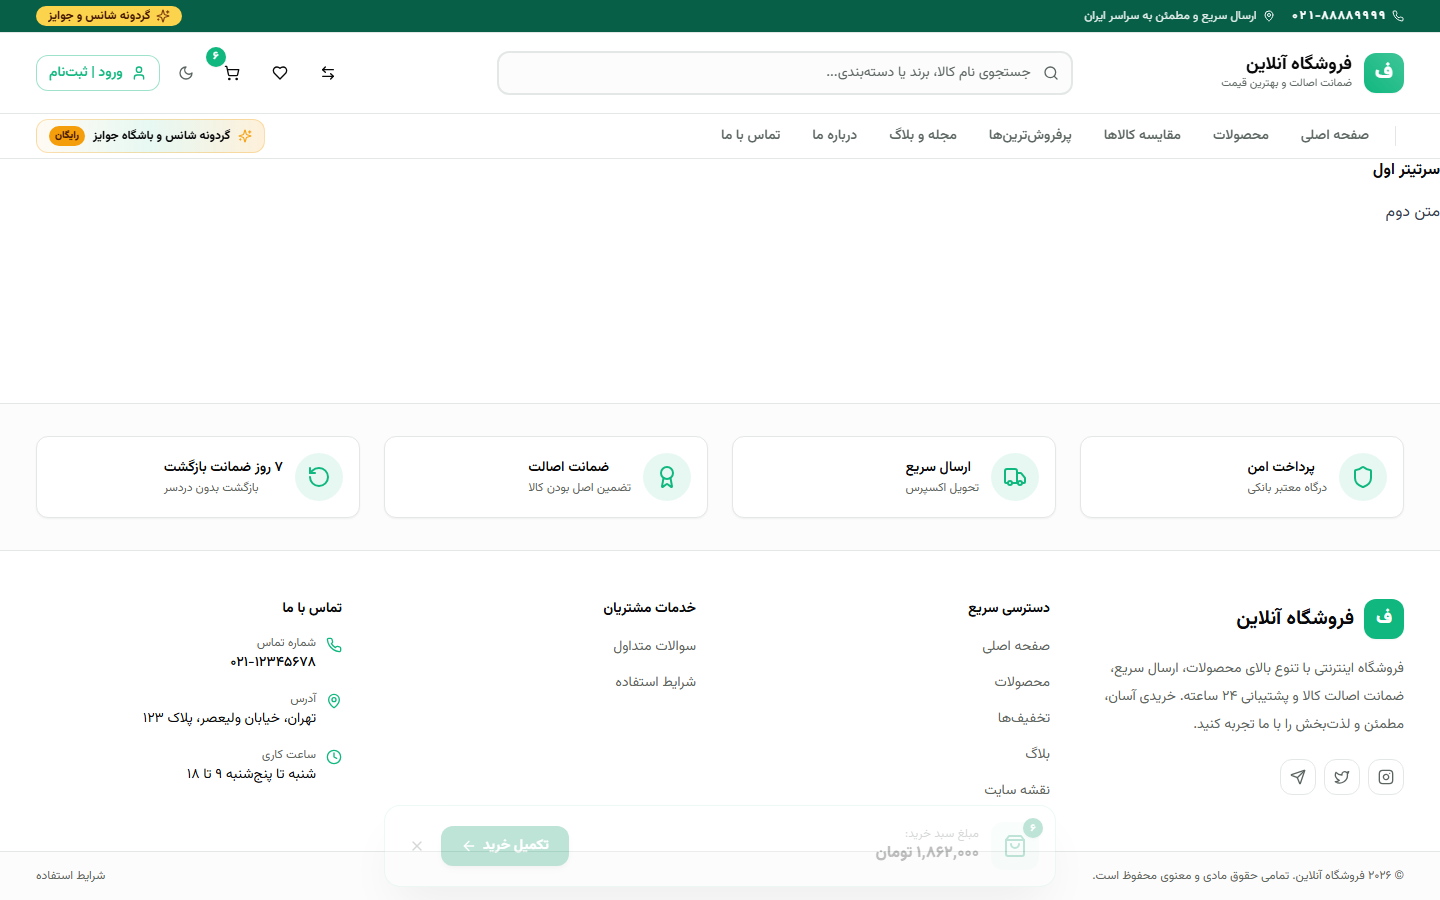 ۰۲۱-۸۸۸۸۹۹۹۹
ارسال سریع و مطمئن به سراسر ایران
گردونه شانس و جوایز
ف
فروشگاه آنلاین
ضمانت اصالت و بهترین قیمت
جستجوی نام کالا، برند یا دسته‌بندی...
۶
ورود | ثبت‌نام
صفحه اصلی
محصولات
مقایسه کالاها
پرفروش‌ترین‌ها
مجله و بلاگ
درباره ما
تماس با ما
گردونه شانس و باشگاه جوایز
رایگان
سرتیتر اول
متن دوم
پرداخت امن
درگاه معتبر بانکی
ارسال سریع
تحویل اکسپرس
ضمانت اصالت
تضمین اصل بودن کالا
۷ روز ضمانت بازگشت
بازگشت بدون دردسر
ف
فروشگاه آنلاین
فروشگاه اینترنتی با تنوع بالای محصولات، ارسال سریع،
ضمانت اصالت کالا و پشتیبانی ۲۴ ساعته. خریدی آسان،
مطمئن و لذت‌بخش را با ما تجربه کنید.
دسترسی سریع
صفحه اصلی
محصولات
تخفیف‌ها
بلاگ
نقشه سایت
خدمات مشتریان
سوالات متداول
شرایط استفاده
تماس با ما
شماره تماس
۰۲۱-۱۲۳۴۵۶۷۸
آدرس
تهران، خیابان ولیعصر، پلاک ۱۲۳
ساعت کاری
شنبه تا پنج‌شنبه ۹ تا ۱۸
۶
مبلغ سبد خرید:
۱,۸۶۲,۰۰۰ تومان
تکمیل خرید
© ۲۰۲۶ فروشگاه آنلاین. تمامی حقوق مادی و معنوی محفوظ است.
شرایط استفاده